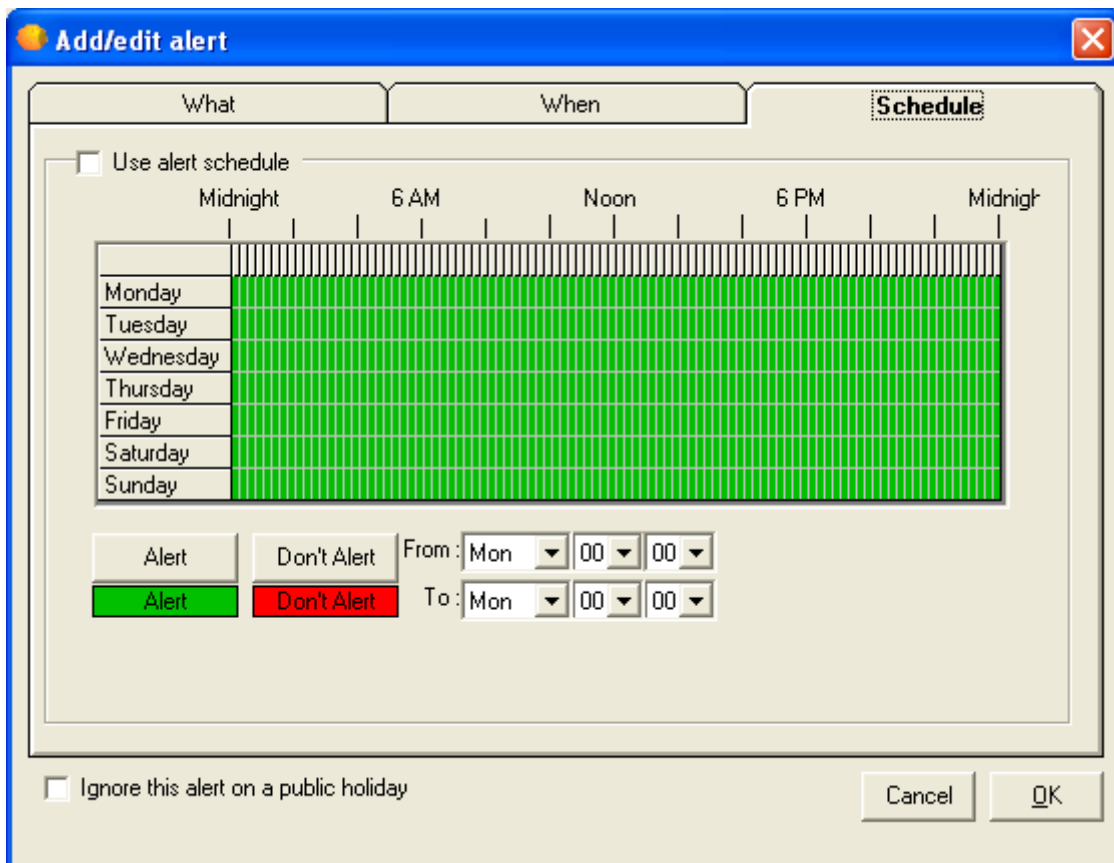 Add/edit alert
What When Schedule
Use alert schedule
Midnight 6 AM Noon 6 PM Midnigh
Monday
Tuesday
Wednesday
Thursday
Friday
Saturday
Sunday
Alert Don't Alert From : Mon 00 00
Alert Don't Alert To : Mon 00 00
Ignore this alert on a public holiday
Cancel OK